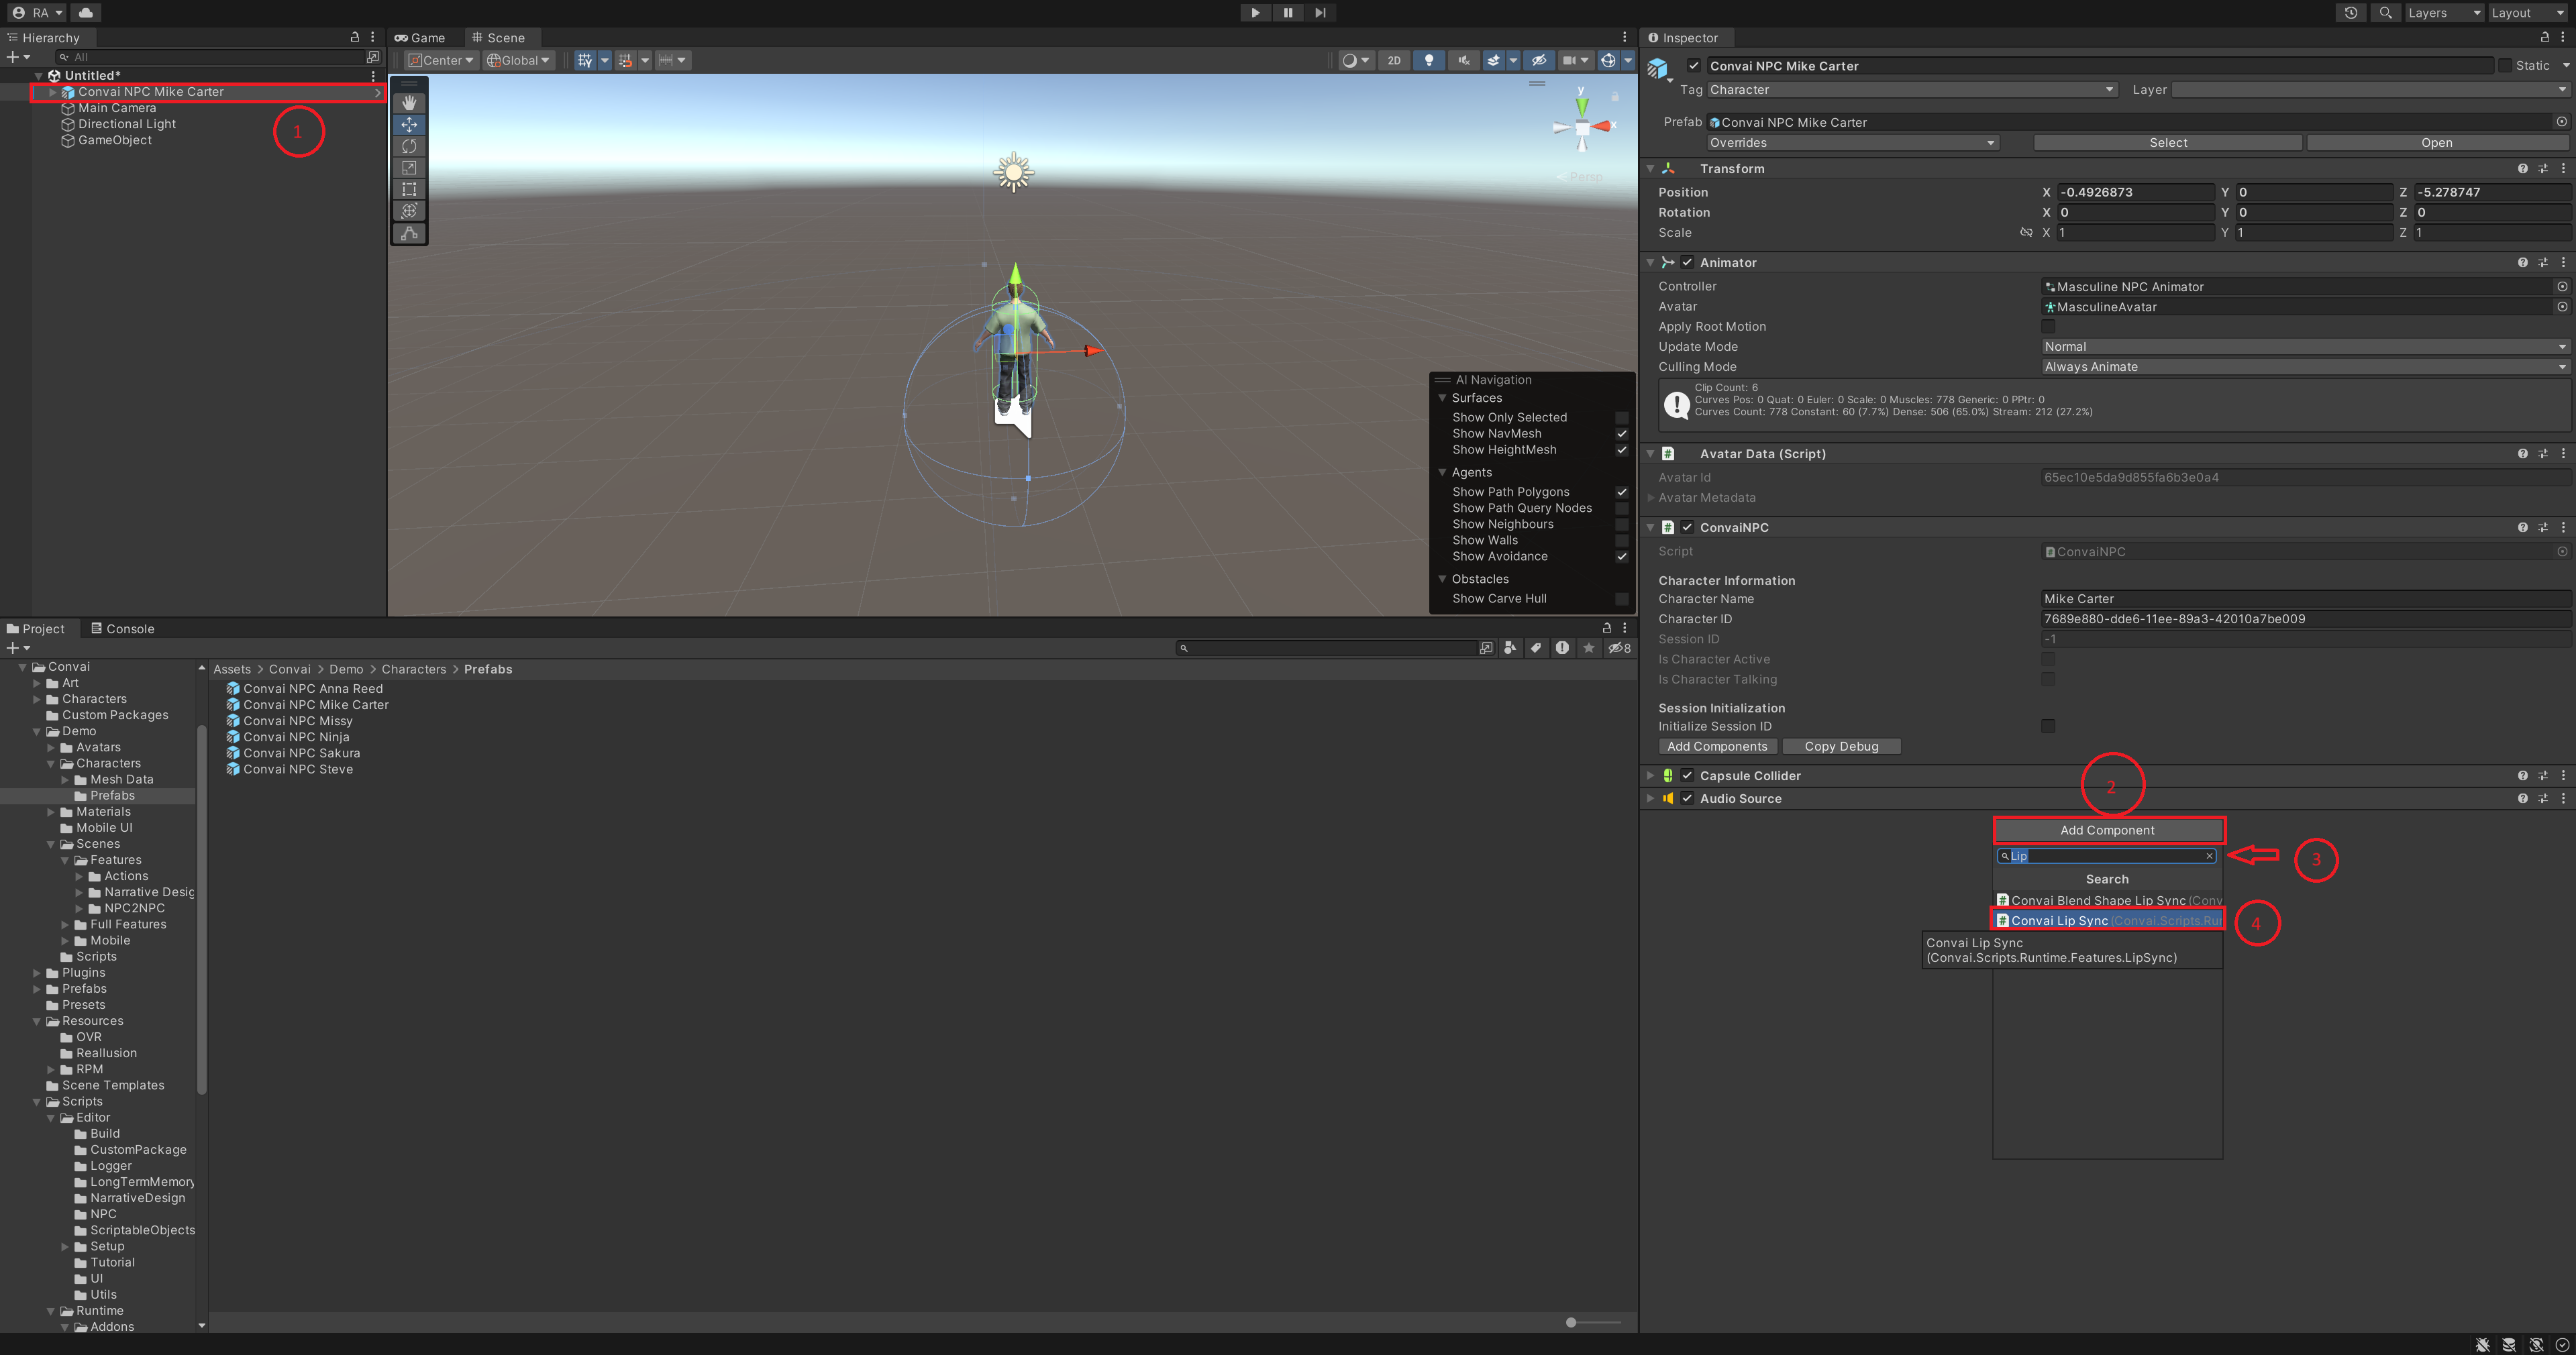 RA
Layers
Layout
Hierarchy
All
Untitled*
Convai NPC Mike Carter
Main Camera
Directional Light
GameObject
1
Game
Scene
Center
Global
2D
y
x
Persp
AI Navigation
Surfaces
Show Only Selected
Show NavMesh
Show HeightMesh
Agents
Show Path Polygons
Show Path Query Nodes
Show Neighbours
Show Walls
Show Avoidance
Obstacles
Show Carve Hull
Project
Console
8
Convai
Art
Characters
Custom Packages
Demo
Avatars
Characters
Mesh Data
Prefabs
Materials
Mobile UI
Scenes
Features
Actions
Narrative Desig
NPC2NPC
Full Features
Mobile
Scripts
Plugins
Prefabs
Presets
Resources
OVR
Reallusion
RPM
Scene Templates
Scripts
Editor
Build
CustomPackage
Logger
LongTermMemory
NarrativeDesign
NPC
ScriptableObjects
Setup
Tutorial
UI
Utils
Runtime
Addons
Assets > Convai > Demo > Characters > Prefabs
Convai NPC Anna Reed
Convai NPC Mike Carter
Convai NPC Missy
Convai NPC Ninja
Convai NPC Sakura
Convai NPC Steve
Inspector
Convai NPC Mike Carter
Static
Tag Character Layer
Prefab Convai NPC Mike Carter
Overrides Select Open
Transform
Position X -0.4926873 Y 0 Z -5.278747
Rotation X 0 Y 0 Z 0
Scale X 1 Y 1 Z 1
Animator
Controller Masculine NPC Animator
Avatar MasculineAvatar
Apply Root Motion
Update Mode Normal
Culling Mode Always Animate
Clip Count: 6
Curves Pos: 0 Quat: 0 Euler: 0 Scale: 0 Muscles: 778 Generic: 0 PPtr: 0
Curves Count: 778 Constant: 60 (7.7%) Dense: 506 (65.0%) Stream: 212 (27.2%)
Avatar Data (Script)
Avatar Id 65ec10e5da9d855fa6b3e0a4
Avatar Metadata
ConvaiNPC
Script ConvaiNPC
Character Information
Character Name Mike Carter
Character ID 7689e880-dde6-11ee-89a3-42010a7be009
Session ID -1
Is Character Active
Is Character Talking
Session Initialization
Initialize Session ID
Add Components Copy Debug
Capsule Collider
2
Audio Source
Add Component
Lip
3
Search
Convai Blend Shape Lip Sync (Conv
Convai Lip Sync (Convai.Scripts.Rur
4
Convai Lip Sync
(Convai.Scripts.Runtime.Features.LipSync)